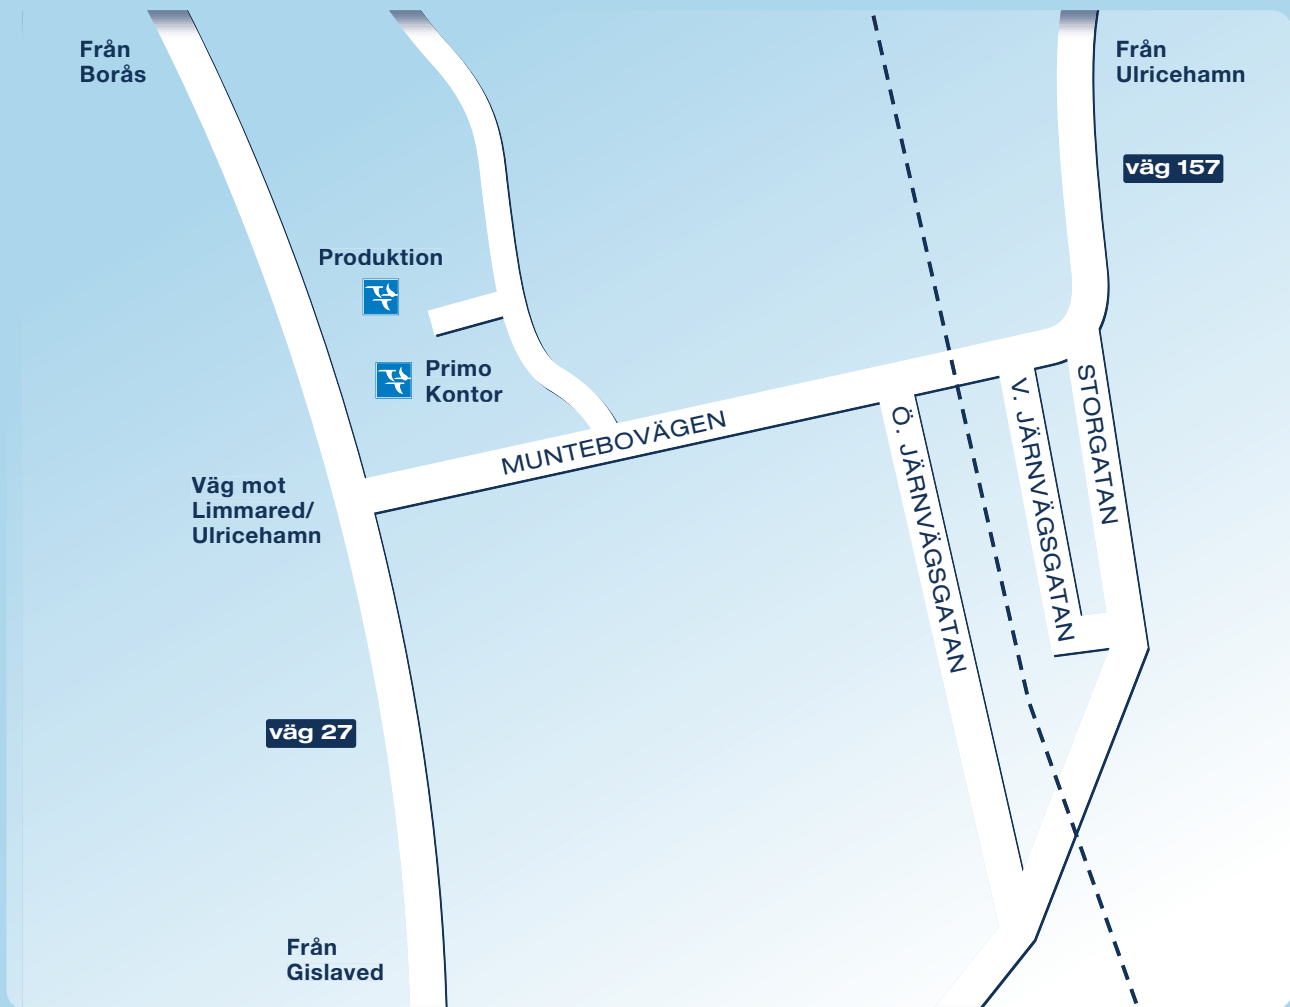 Från
Borås
Från
Ulricehamn
väg 157
Produktion
Primo
Kontor
MUNTEBOVÄGEN
Ö. JÄRNVÄGSGATAN
V. JÄRNVÄGSGATAN
STORGATAN
Väg mot
Limmared/
Ulricehamn
väg 27
Från
Gislaved